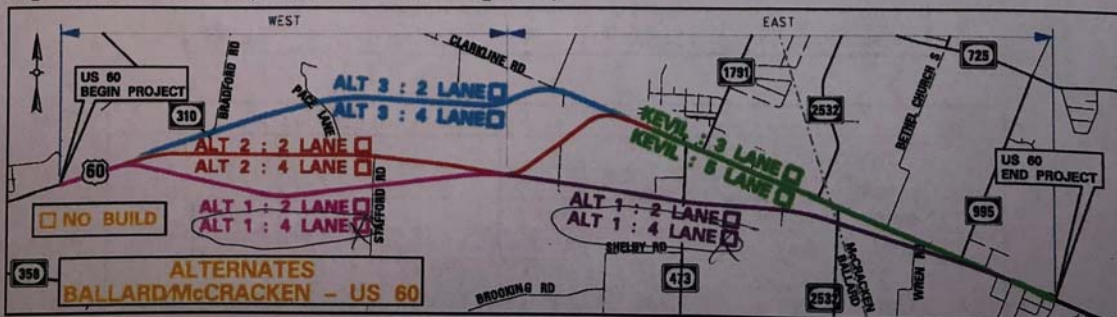 WEST
EAST
US 60
BEGIN PROJECT
310
BRADFORD RD
PACE LANE
CLARKLINE RD
ALT 3 : 2 LANE
ALT 3 : 4 LANE
1791
2532
BETHEL CHURCH S
725
60
ALT 2 : 2 LANE
ALT 2 : 4 LANE
KEVIL : 3 LANE
KEVIL : 5 LANE
US 60
END PROJECT
NO BUILD
ALT 1 : 2 LANE
ALT 1 : 4 LANE
STAFFORD RD
ALT 1 : 2 LANE
ALT 1 : 4 LANE
SHELBY RD
995
358
ALTERNATES
BALLARD/McCRACKEN - US 60
BROOKING RD
473
2532
McCRACKEN
BALLARD
WREN